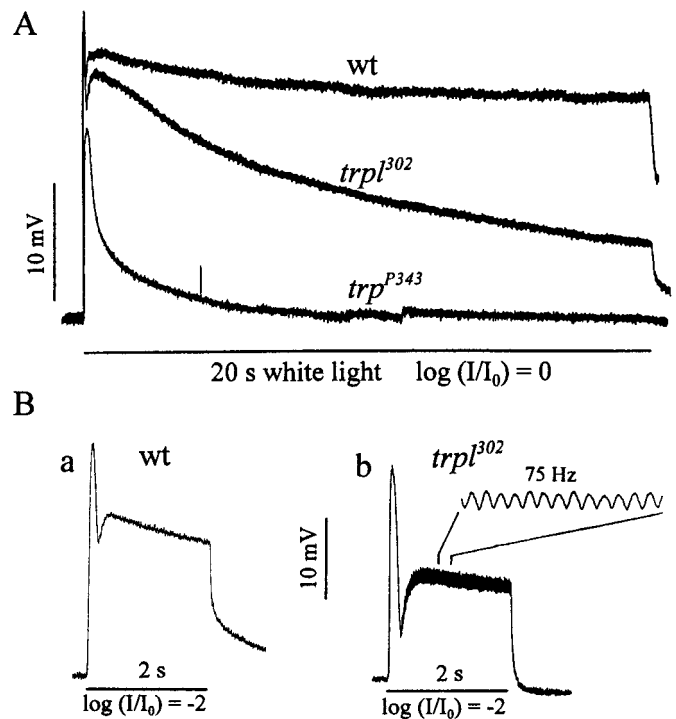 A
wt
trpl³⁰²
10 mV
trpᴾ³⁴³
20 s white light log (I/I₀) = 0
B
a wt
b trpl³⁰²
75 Hz
10 mV
2 s
log (I/I₀) = -2
2 s
log (I/I₀) = -2